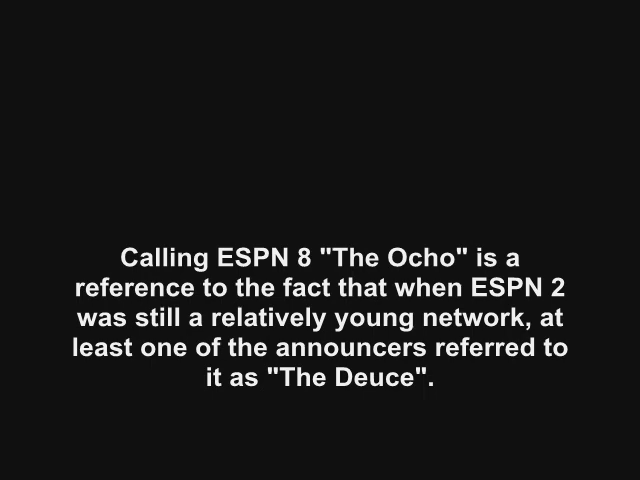 Calling ESPN 8 "The Ocho" is a
reference to the fact that when ESPN 2
was still a relatively young network, at
least one of the announcers referred to
it as "The Deuce".